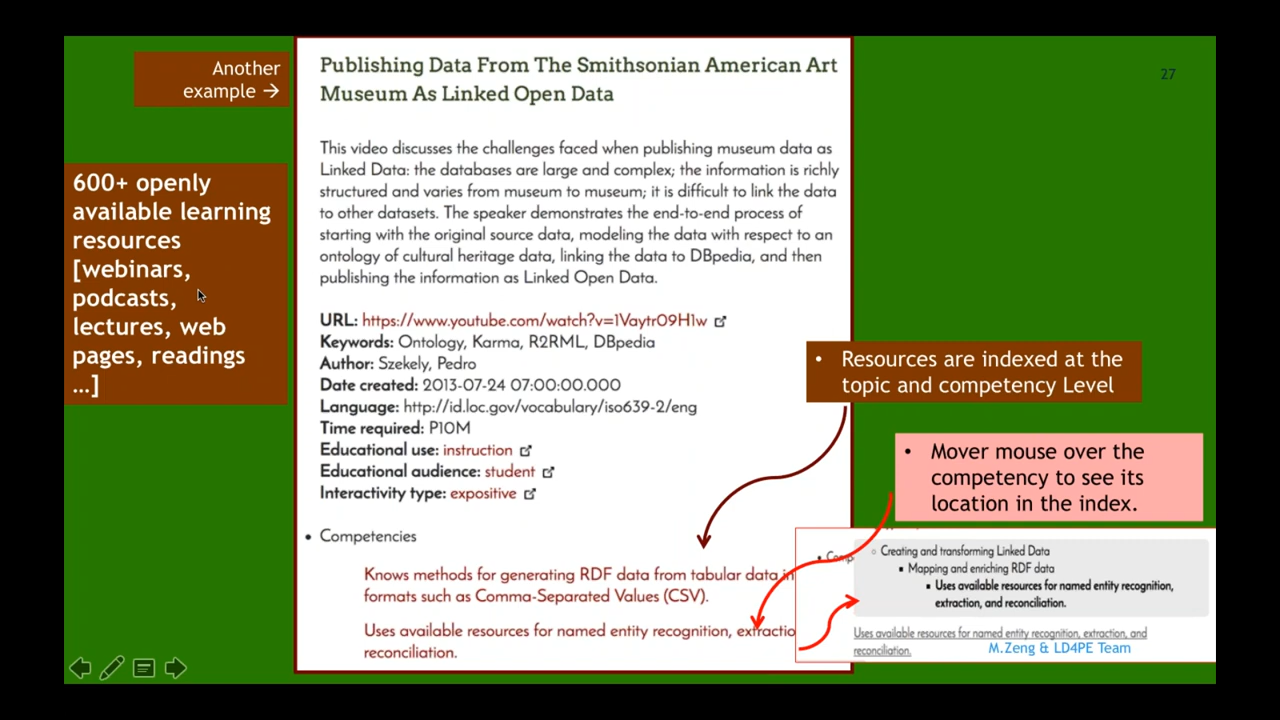 Another
example →
600+ openly
available learning
resources
[webinars,
podcasts,
lectures, web
pages, readings
…]
Publishing Data From The Smithsonian American Art
Museum As Linked Open Data
This video discusses the challenges faced when publishing museum data as
Linked Data: the databases are large and complex; the information is richly
structured and varies from museum to museum; it is difficult to link the data
to other datasets. The speaker demonstrates the end-to-end process of
starting with the original source data, modeling the data with respect to an
ontology of cultural heritage data, linking the data to DBpedia, and then
publishing the information as Linked Open Data.
URL: https://www.youtube.com/watch?v=1Vaytr09H1w
Keywords: Ontology, Karma, R2RML, DBpedia
Author: Szekely, Pedro
Date created: 2013-07-24 07:00:00.000
Language: http://id.loc.gov/vocabulary/iso639-2/eng
Time required: P10M
Educational use: instruction
Educational audience: student
Interactivity type: expositive
• Competencies
Knows methods for generating RDF data from tabular data in
formats such as Comma-Separated Values (CSV).
Uses available resources for named entity recognition, extractio
reconciliation.
27
• Resources are indexed at the
topic and competency Level
• Mover mouse over the
competency to see its
location in the index.
• Comp
○ Creating and transforming Linked Data
▪ Mapping and enriching RDF data
▪ Uses available resources for named entity recognition,
extraction, and reconciliation.
Uses available resources for named entity recognition, extraction, and
reconciliation.
M.Zeng & LD4PE Team